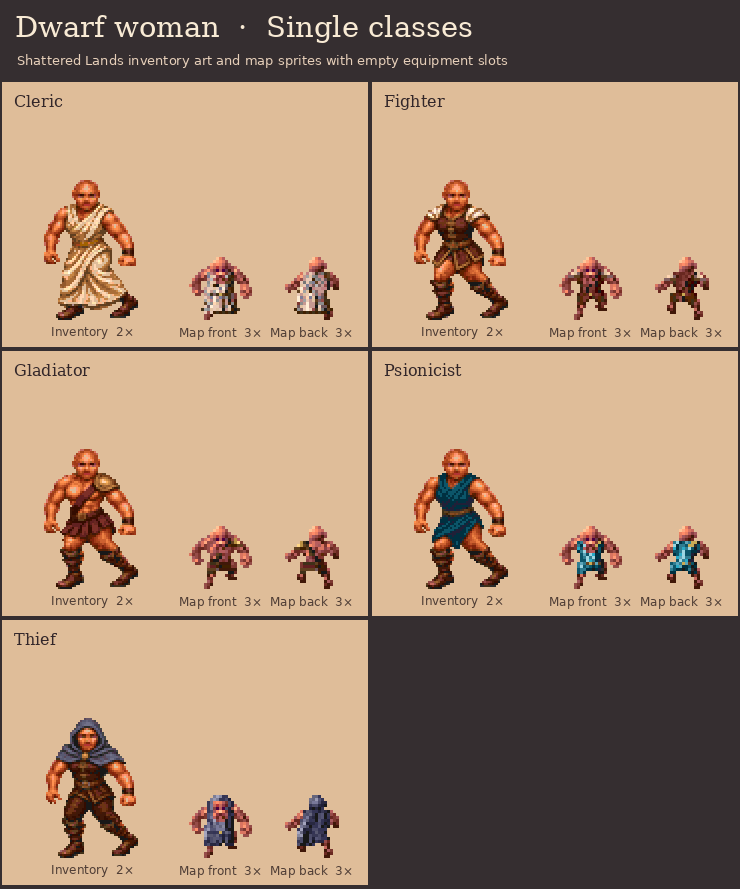 Dwarf woman · Single classes
Shattered Lands inventory art and map sprites with empty equipment slots
Cleric
Inventory 2×
Map front 3×
Map back 3×
Fighter
Inventory 2×
Map front 3×
Map back 3×
Gladiator
Inventory 2×
Map front 3×
Map back 3×
Psionicist
Inventory 2×
Map front 3×
Map back 3×
Thief
Inventory 2×
Map front 3×
Map back 3×